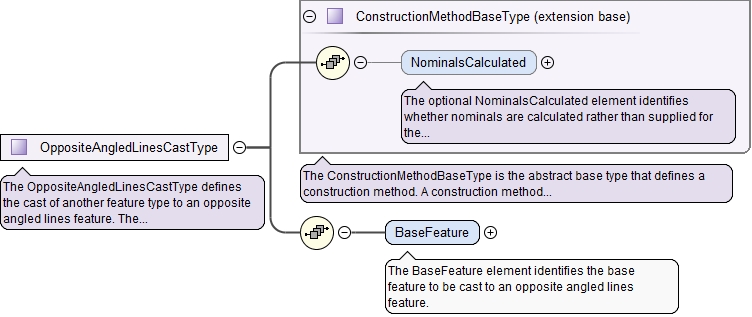 ConstructionMethodBaseType (extension base)
NominalsCalculated
The optional NominalsCalculated element identifies
whether nominals are calculated rather than supplied for
the...
OppositeAngledLinesCastType
The OppositeAngledLinesCastType defines
the cast of another feature type to an opposite
angled lines feature. The...
The ConstructionMethodBaseType is the abstract base type that defines a
construction method. A construction method...
BaseFeature
The BaseFeature element identifies the base
feature to be cast to an opposite angled lines
feature.